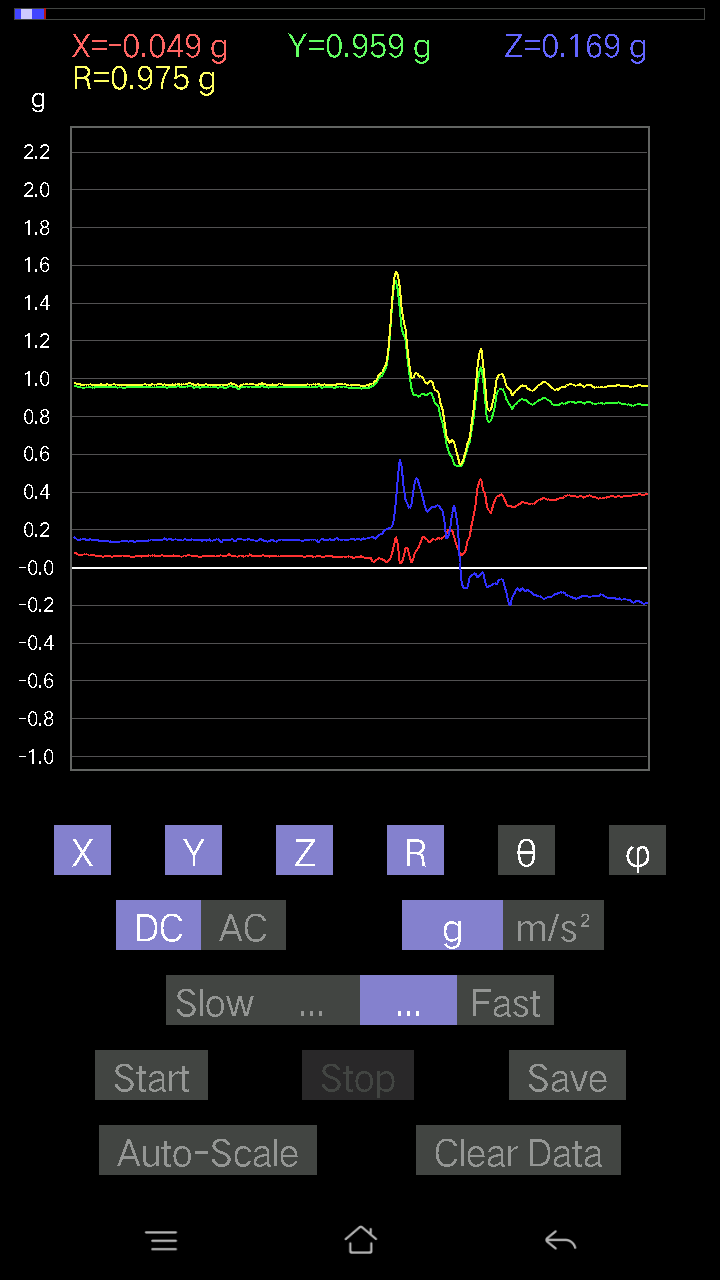 X=-0.049 g Y=0.959 g Z=0.169 g
R=0.975 g
g
2.2
2.0
1.8
1.6
1.4
1.2
1.0
0.8
0.6
0.4
0.2
-0.0
-0.2
-0.4
-0.6
-0.8
-1.0
X Y Z R θ φ
DC AC g m/s²
Slow ... ... Fast
Start Stop Save
Auto-Scale Clear Data